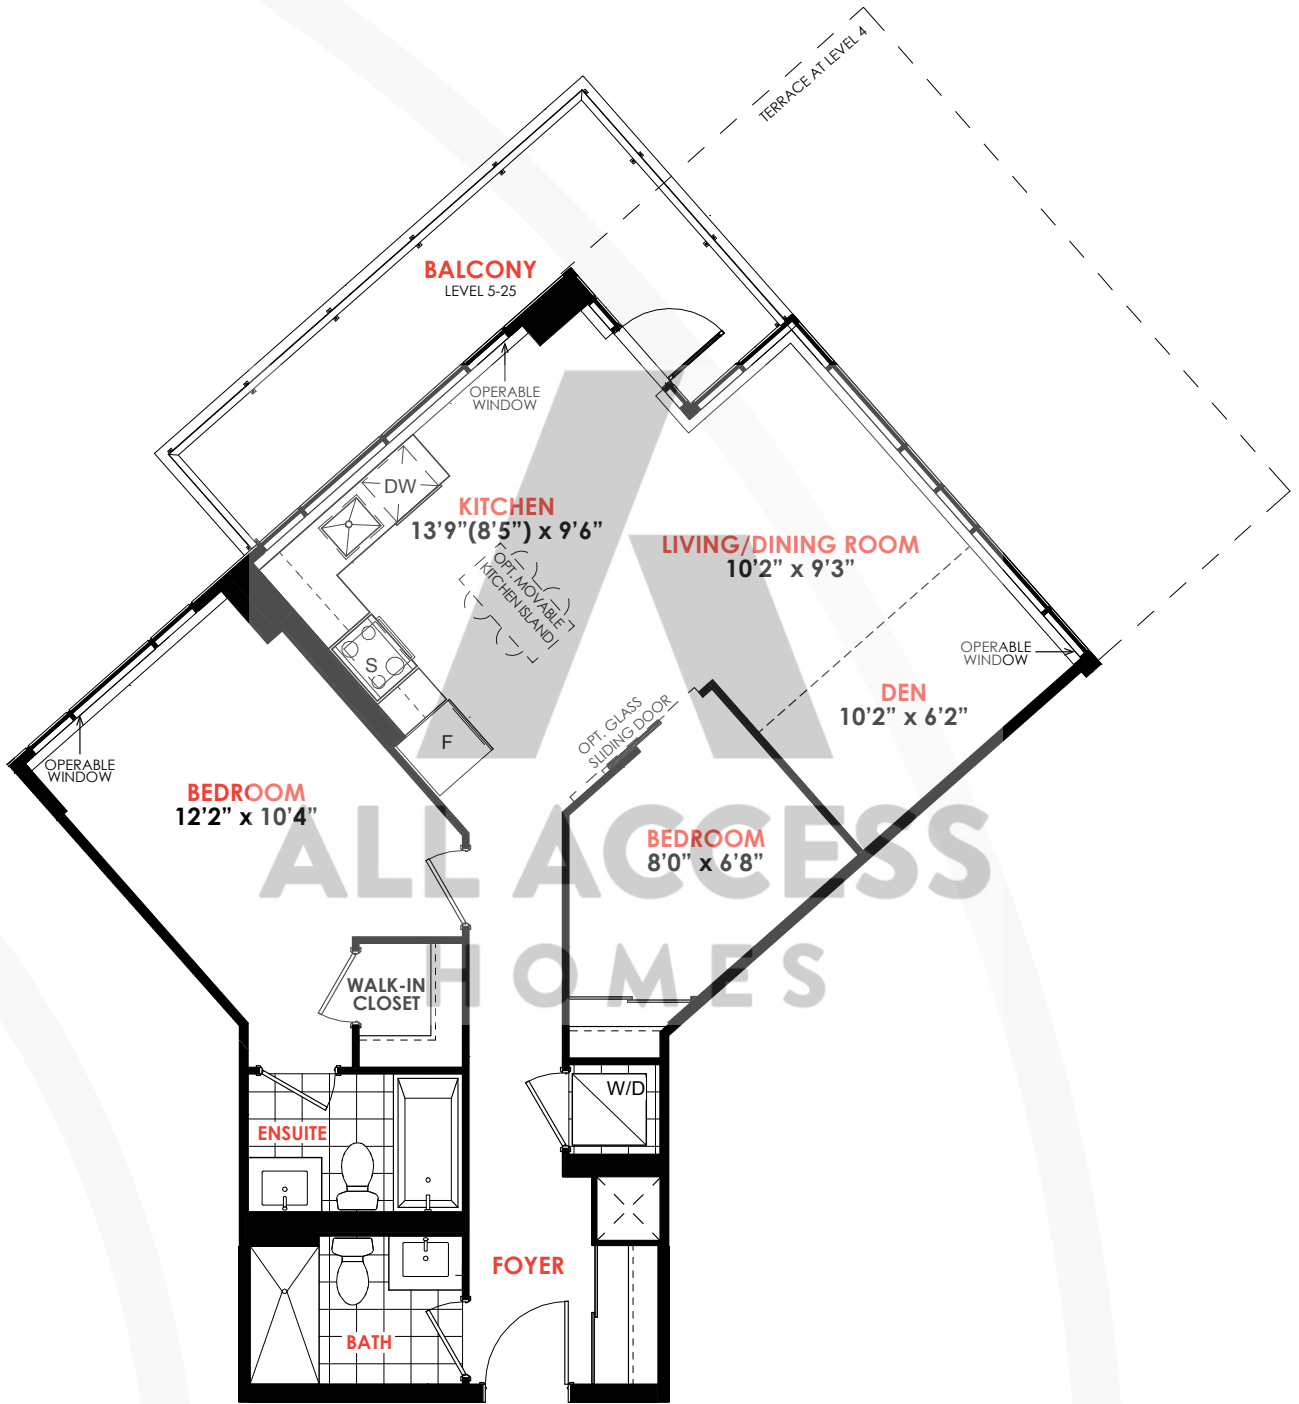 TERRACE AT LEVEL 4
BALCONY
LEVEL 5-25
OPERABLE
WINDOW
DW
KITCHEN
13’9”(8’5”) x 9’6”
LIVING/DINING ROOM
10’2” x 9’3”
OPT. MOVABLE
KITCHEN ISLAND
OPERABLE
WINDOW
S
DEN
10’2” x 6’2”
OPT. GLASS
SLIDING DOOR
F
OPERABLE
WINDOW
BEDROOM
12’2” x 10’4”
BEDROOM
8’0” x 6’8”
ALL ACCESS
HOMES
WALK-IN
CLOSET
W/D
ENSUITE
FOYER
BATH